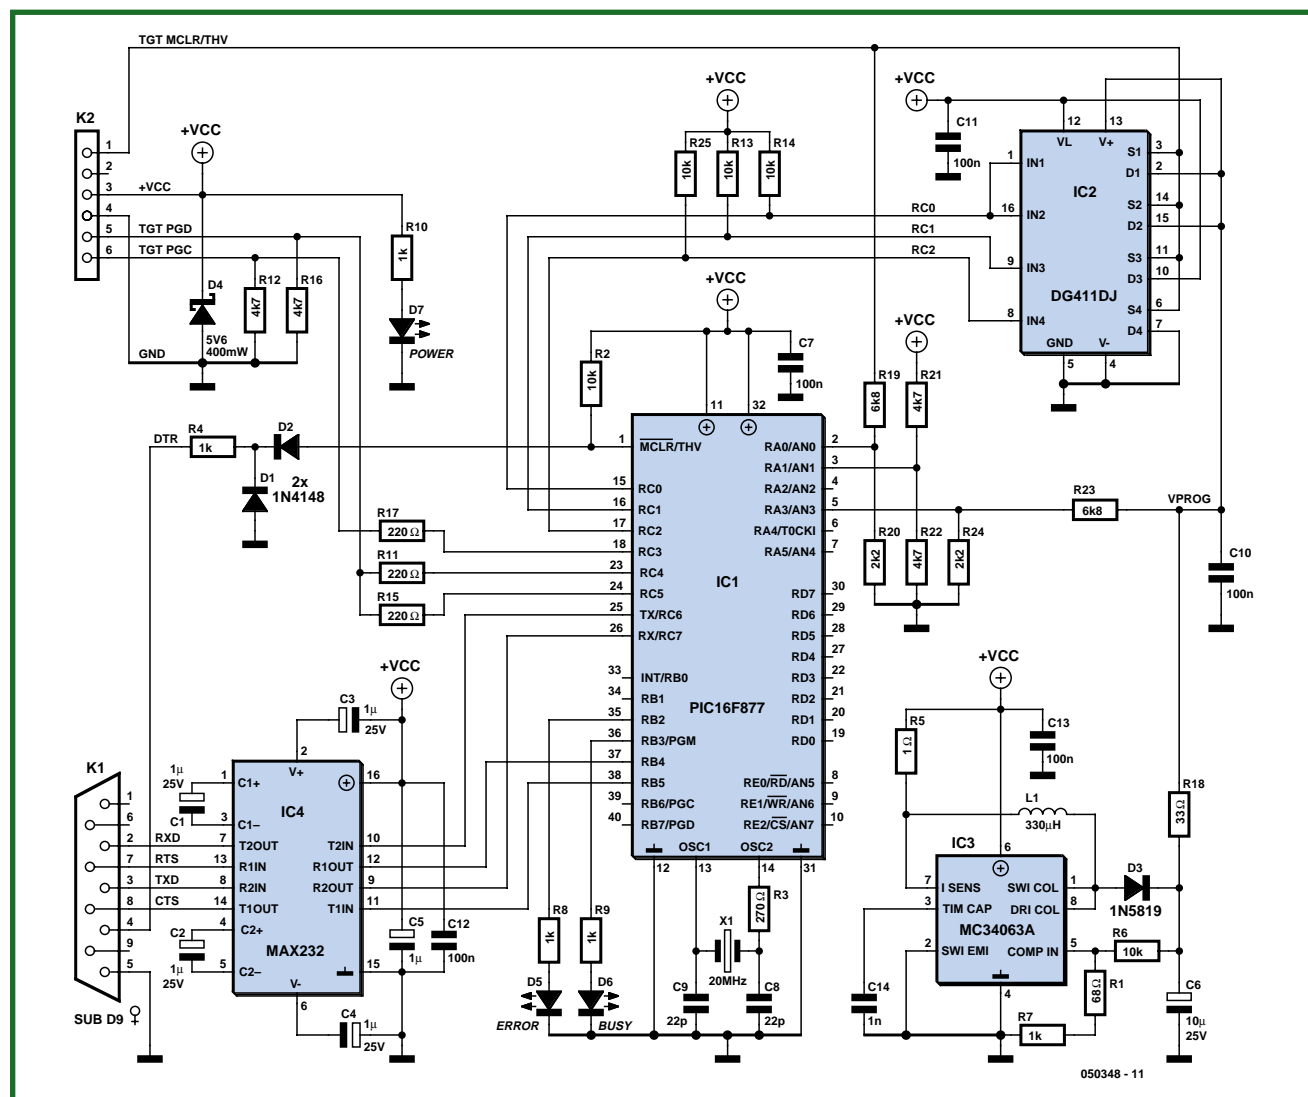 TGT MCLR/THV
K2
1
2
3
4
5
6
+VCC
+VCC
TGT PGD
TGT PGC
GND
D4
5V6
400mW
R12
4k7
R16
4k7
R10
1k
D7
POWER
+VCC
R25
10k
R13
10k
R14
10k
+VCC
C11
100n
12
13
VL
V+
1
IN1
16
IN2
9
IN3
8
IN4
IC2
DG411DJ
S1
3
D1
2
S2
14
D2
15
S3
11
D3
10
S4
6
D4
7
GND
V-
5
4
RC0
RC1
RC2
+VCC
C7
100n
R2
10k
+VCC
R19
6k8
R21
4k7
DTR
R4
1k
D2
D1
2x
1N4148
R17
220 Ω
R11
220 Ω
R15
220 Ω
11
32
1
MCLR/THV
15
RC0
16
RC1
17
RC2
18
RC3
23
RC4
24
RC5
25
TX/RC6
26
RX/RC7
33
INT/RB0
34
RB1
35
RB2
36
RB3/PGM
37
RB4
38
RB5
39
RB6/PGC
40
RB7/PGD
IC1
PIC16F877
RA0/AN0
2
RA1/AN1
3
RA2/AN2
4
RA3/AN3
5
RA4/T0CKI
6
RA5/AN4
7
RD7
30
RD6
29
RD5
28
RD4
27
RD3
22
RD2
21
RD1
20
RD0
19
RE0/RD/AN5
8
RE1/WR/AN6
9
RE2/CS/AN7
10
OSC1
OSC2
12
13
14
31
R20
2k2
R22
4k7
R24
2k2
R23
6k8
VPROG
C10
100n
+VCC
C3
1µ
25V
K1
1
6
2
7
3
8
4
9
5
SUB D9
RXD
RTS
TXD
CTS
1µ
25V
C1
C2
1µ
25V
2
V+
1
C1+
3
C1–
7
T2OUT
13
R1IN
8
R2IN
14
T1OUT
4
C2+
5
C2–
IC4
MAX232
16
T2IN
10
R1OUT
12
R2OUT
9
T1IN
11
15
V-
6
C4
1µ
25V
C5
1µ
C12
100n
R8
1k
R9
1k
D5
ERROR
D6
BUSY
R3
270 Ω
X1
20MHz
C9
22p
C8
22p
+VCC
R5
1 Ω
C13
100n
L1
330µH
R18
33 Ω
IC3
MC34063A
6
7
I SENS
3
TIM CAP
2
SWI EMI
SWI COL
1
DRI COL
8
COMP IN
5
4
D3
1N5819
R6
10k
R1
68 Ω
R7
1k
C14
1n
C6
10µ
25V
050348 - 11